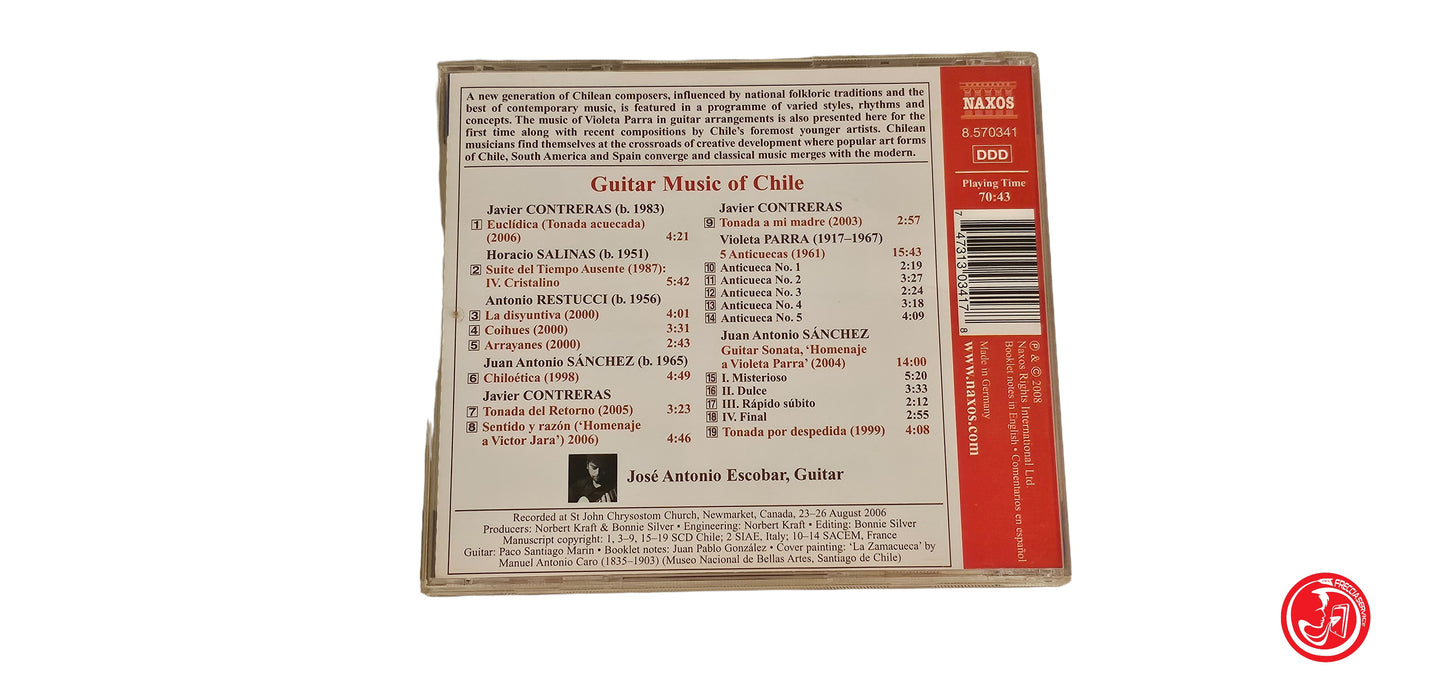 A new generation of Chilean composers, influenced by national folkloric traditions and the
best of contemporary music, is featured in a programme of varied styles, rhythms and
concepts. The music of Violeta Parra in guitar arrangements is also presented here for the
first time along with recent compositions by Chile's foremost younger artists. Chilean
musicians find themselves at the crossroads of creative development where popular art forms
of Chile, South America and Spain converge and classical music merges with the modern.
Guitar Music of Chile
Javier CONTRERAS (b. 1983)
1 Euclídica (Tonada acuecada)
(2006) 4:21
Horacio SALINAS (b. 1951)
2 Suite del Tiempo Ausente (1987):
IV. Cristalino 5:42
Antonio RESTUCCI (b. 1956)
3 La disyuntiva (2000) 4:01
4 Coihues (2000) 3:31
5 Arrayanes (2000) 2:43
Juan Antonio SÁNCHEZ (b. 1965)
6 Chiloética (1998) 4:49
Javier CONTRERAS
7 Tonada del Retorno (2005) 3:23
8 Sentido y razón ('Homenaje
a Victor Jara') 2006) 4:46
Javier CONTRERAS
9 Tonada a mi madre (2003) 2:57
Violeta PARRA (1917–1967)
5 Anticuecas (1961) 15:43
10 Anticueca No. 1 2:19
11 Anticueca No. 2 3:27
12 Anticueca No. 3 2:24
13 Anticueca No. 4 3:18
14 Anticueca No. 5 4:09
Juan Antonio SÁNCHEZ
Guitar Sonata, 'Homenaje
a Violeta Parra' (2004) 14:00
15 I. Misterioso 5:20
16 II. Dulce 3:33
17 III. Rápido súbito 2:12
18 IV. Final 2:55
19 Tonada por despedida (1999) 4:08
José Antonio Escobar, Guitar
Recorded at St John Chrysostom Church, Newmarket, Canada, 23–26 August 2006
Producers: Norbert Kraft & Bonnie Silver • Engineering: Norbert Kraft • Editing: Bonnie Silver
Manuscript copyright: 1, 3–9, 15–19 SCD Chile; 2 SIAE, Italy; 10–14 SACEM, France
Guitar: Paco Santiago Marín • Booklet notes: Juan Pablo González • Cover painting: 'La Zamacueca' by
Manuel Antonio Caro (1835–1903) (Museo Nacional de Bellas Artes, Santiago de Chile)
NAXOS
8.570341
DDD
Playing Time
70:43
7 47313 03417 8
℗ & © 2008
Naxos Rights International Ltd.
Booklet notes in English • Comentarios en español
Made in Germany
www.naxos.com
FRECCIASERVICE